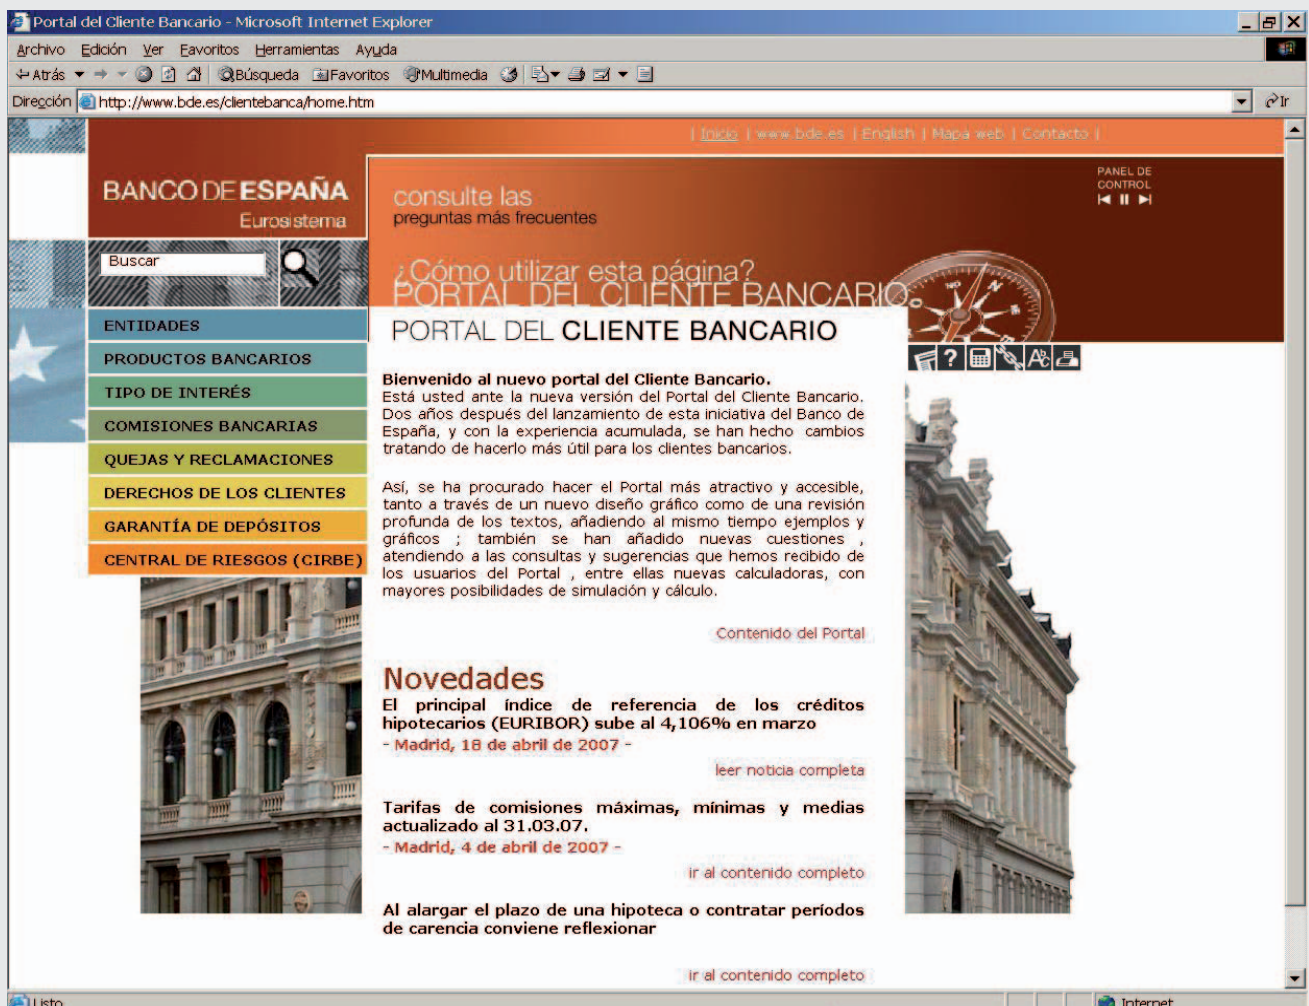 Portal del Cliente Bancario - Microsoft Internet Explorer
Archivo Edición Ver Favoritos Herramientas Ayuda
Atrás Búsqueda Favoritos Multimedia
Dirección http://www.bde.es/clientebanca/home.htm Ir
| Inicio | www.bde.es | English | Mapa web | Contacto |
BANCO DE ESPAÑA
Eurosistema
consulte las
preguntas más frecuentes
PANEL DE
CONTROL
Buscar
¿Cómo utilizar esta página?
PORTAL DEL CLIENTE BANCARIO.
PORTAL DEL CLIENTE BANCARIO
ENTIDADES
PRODUCTOS BANCARIOS
TIPO DE INTERÉS
COMISIONES BANCARIAS
QUEJAS Y RECLAMACIONES
DERECHOS DE LOS CLIENTES
GARANTÍA DE DEPÓSITOS
CENTRAL DE RIESGOS (CIRBE)
Bienvenido al nuevo portal del Cliente Bancario.
Está usted ante la nueva versión del Portal del Cliente Bancario.
Dos años después del lanzamiento de esta iniciativa del Banco de
España, y con la experiencia acumulada, se han hecho cambios
tratando de hacerlo más útil para los clientes bancarios.
Así, se ha procurado hacer el Portal más atractivo y accesible,
tanto a través de un nuevo diseño gráfico como de una revisión
profunda de los textos, añadiendo al mismo tiempo ejemplos y
gráficos ; también se han añadido nuevas cuestiones ,
atendiendo a las consultas y sugerencias que hemos recibido de
los usuarios del Portal , entre ellas nuevas calculadoras, con
mayores posibilidades de simulación y cálculo.
Contenido del Portal
Novedades
El principal índice de referencia de los créditos
hipotecarios (EURIBOR) sube al 4,106% en marzo
- Madrid, 18 de abril de 2007 -
leer noticia completa
Tarifas de comisiones máximas, mínimas y medias
actualizado al 31.03.07.
- Madrid, 4 de abril de 2007 -
ir al contenido completo
Al alargar el plazo de una hipoteca o contratar períodos
de carencia conviene reflexionar
ir al contenido completo
Listo Internet